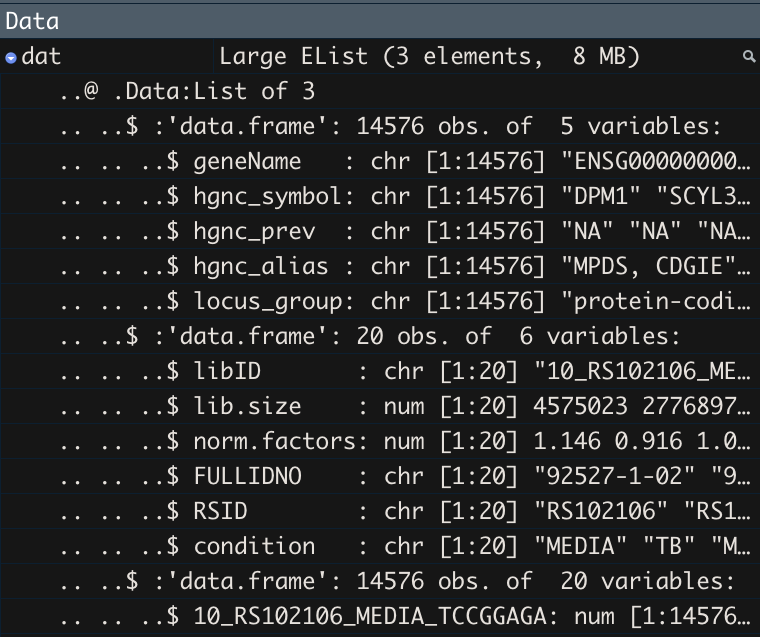 Data
dat Large EList (3 elements, 8 MB)
..@ .Data:List of 3
.. ..$ :'data.frame': 14576 obs. of 5 variables:
.. .. ..$ geneName : chr [1:14576] "ENSG00000000…
.. .. ..$ hgnc_symbol: chr [1:14576] "DPM1" "SCYL3…
.. .. ..$ hgnc_prev : chr [1:14576] "NA" "NA" "NA…
.. .. ..$ hgnc_alias : chr [1:14576] "MPDS, CDGIE"…
.. .. ..$ locus_group: chr [1:14576] "protein-codi…
.. ..$ :'data.frame': 20 obs. of 6 variables:
.. .. ..$ libID : chr [1:20] "10_RS102106_ME…
.. .. ..$ lib.size : num [1:20] 4575023 2776897…
.. .. ..$ norm.factors: num [1:20] 1.146 0.916 1.0…
.. .. ..$ FULLIDNO : chr [1:20] "92527-1-02" "9…
.. .. ..$ RSID : chr [1:20] "RS102106" "RS1…
.. .. ..$ condition : chr [1:20] "MEDIA" "TB" "M…
.. ..$ :'data.frame': 14576 obs. of 20 variables:
.. .. ..$ 10_RS102106_MEDIA_TCCGGAGA: num [1:14576…